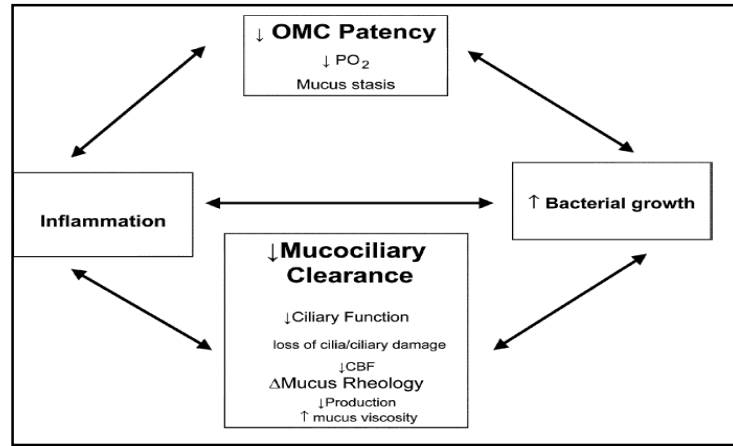 ↓ OMC Patency
↓ PO2
Mucus stasis
Inflammation
↑ Bacterial growth
↓Mucociliary
Clearance
↓Ciliary Function
loss of cilia/ciliary damage
↓CBF
ΔMucus Rheology
↓Production
↑ mucus viscosity